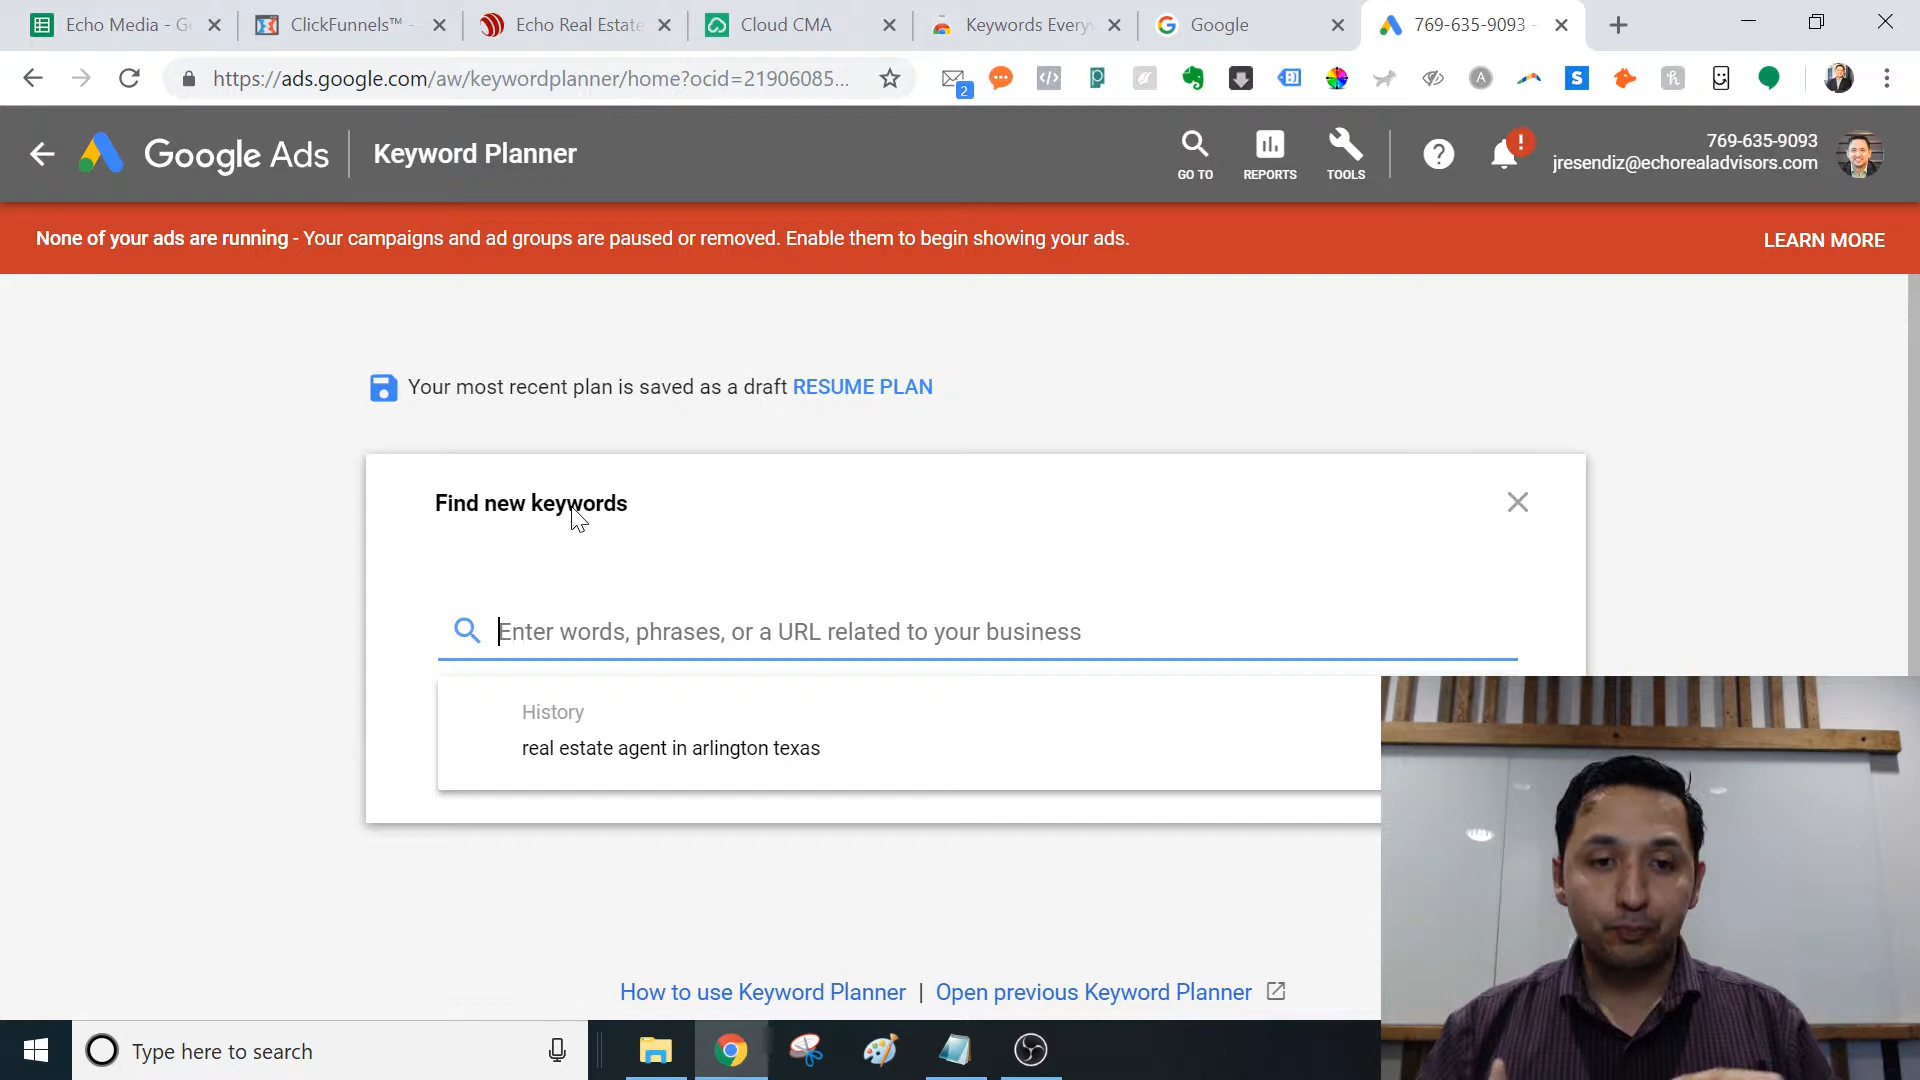 Echo Media - G
ClickFunnels™ -
Echo Real Estate
Cloud CMA
Keywords Every
Google
769-635-9093 -
https://ads.google.com/aw/keywordplanner/home?ocid=21906085...
2
Google Ads
Keyword Planner
GO TO
REPORTS
TOOLS
769-635-9093
jresendiz@echorealadvisors.com
None of your ads are running - Your campaigns and ad groups are paused or removed. Enable them to begin showing your ads.
LEARN MORE
Your most recent plan is saved as a draft RESUME PLAN
Find new keywords
Enter words, phrases, or a URL related to your business
History
real estate agent in arlington texas
How to use Keyword Planner | Open previous Keyword Planner
Type here to search